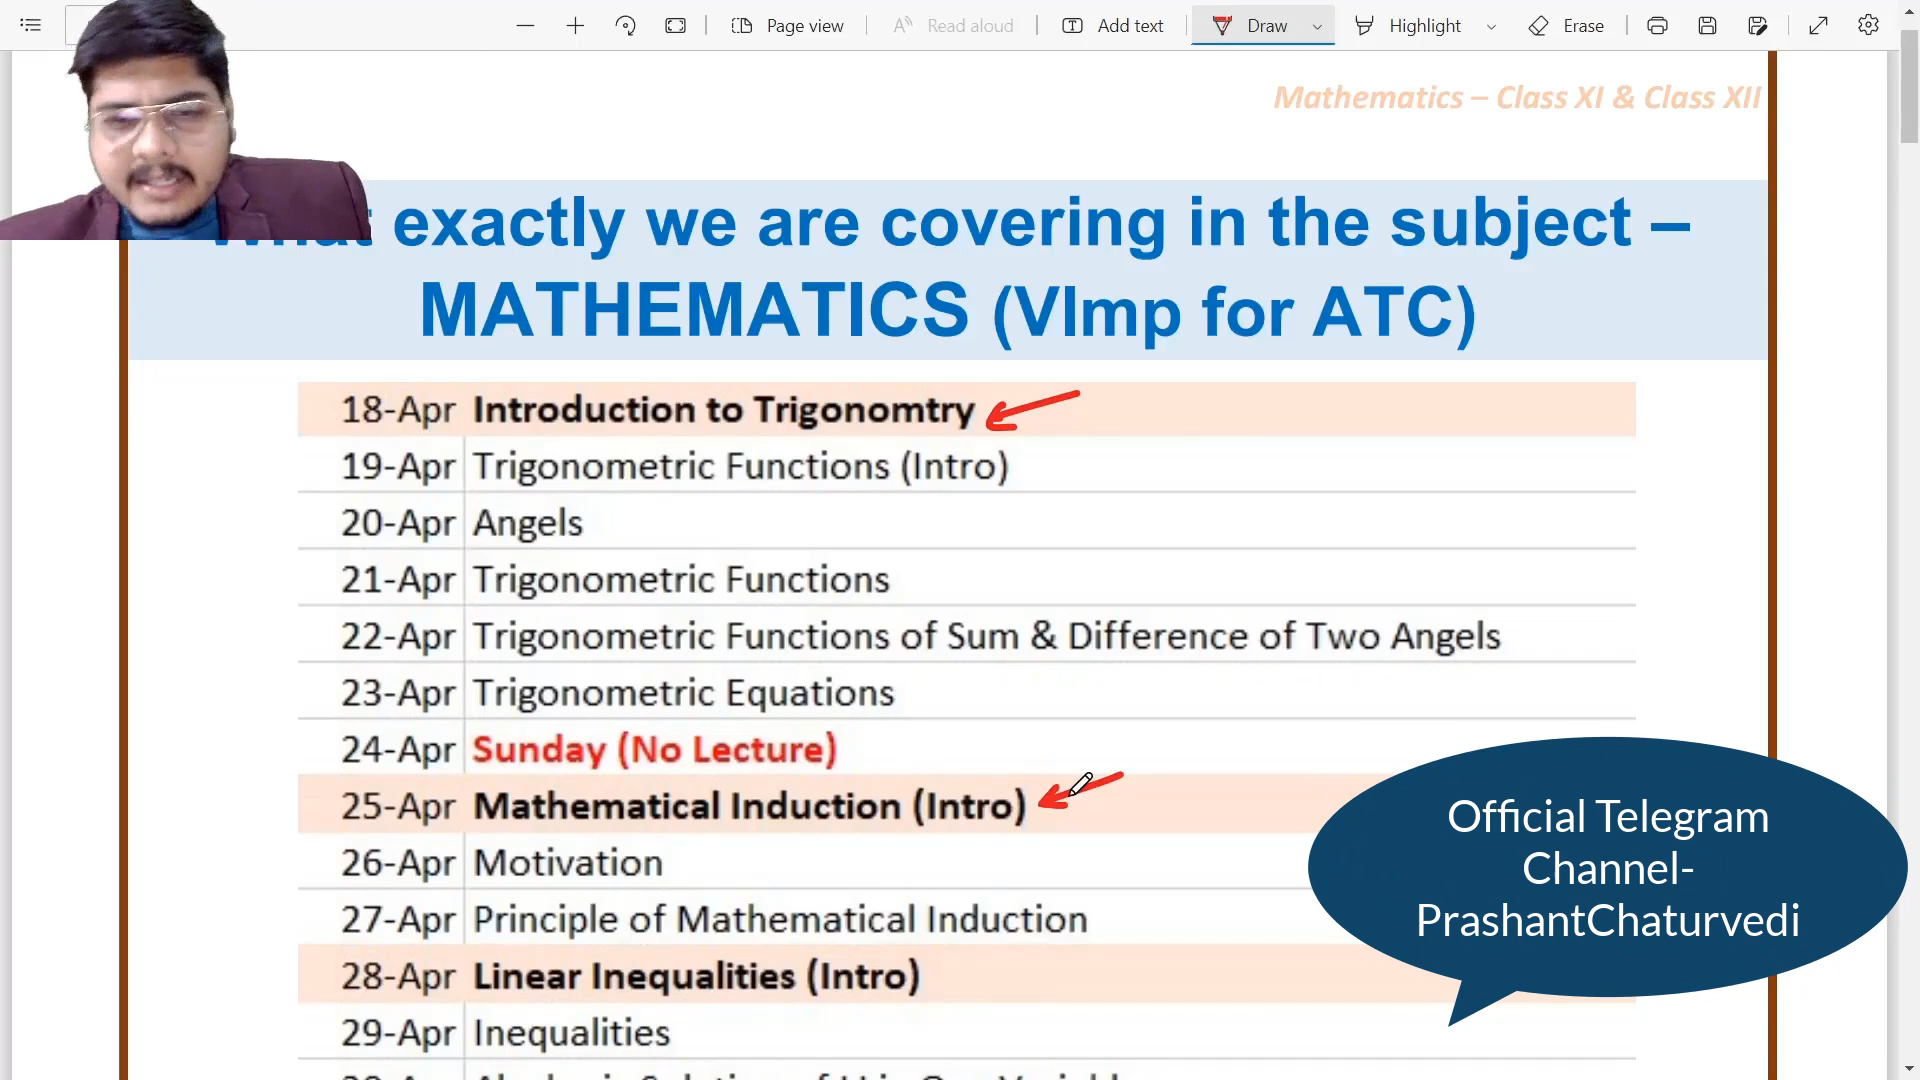 Page view
Read aloud
Add text
Draw
Highlight
Erase
Mathematics – Class XI & Class XII
exactly we are covering in the subject –
MATHEMATICS (VImp for ATC)
18-Apr Introduction to Trigonomtry
19-Apr Trigonometric Functions (Intro)
20-Apr Angels
21-Apr Trigonometric Functions
22-Apr Trigonometric Functions of Sum & Difference of Two Angels
23-Apr Trigonometric Equations
24-Apr Sunday (No Lecture)
25-Apr Mathematical Induction (Intro)
26-Apr Motivation
27-Apr Principle of Mathematical Induction
28-Apr Linear Inequalities (Intro)
29-Apr Inequalities
Official Telegram
Channel-
PrashantChaturvedi